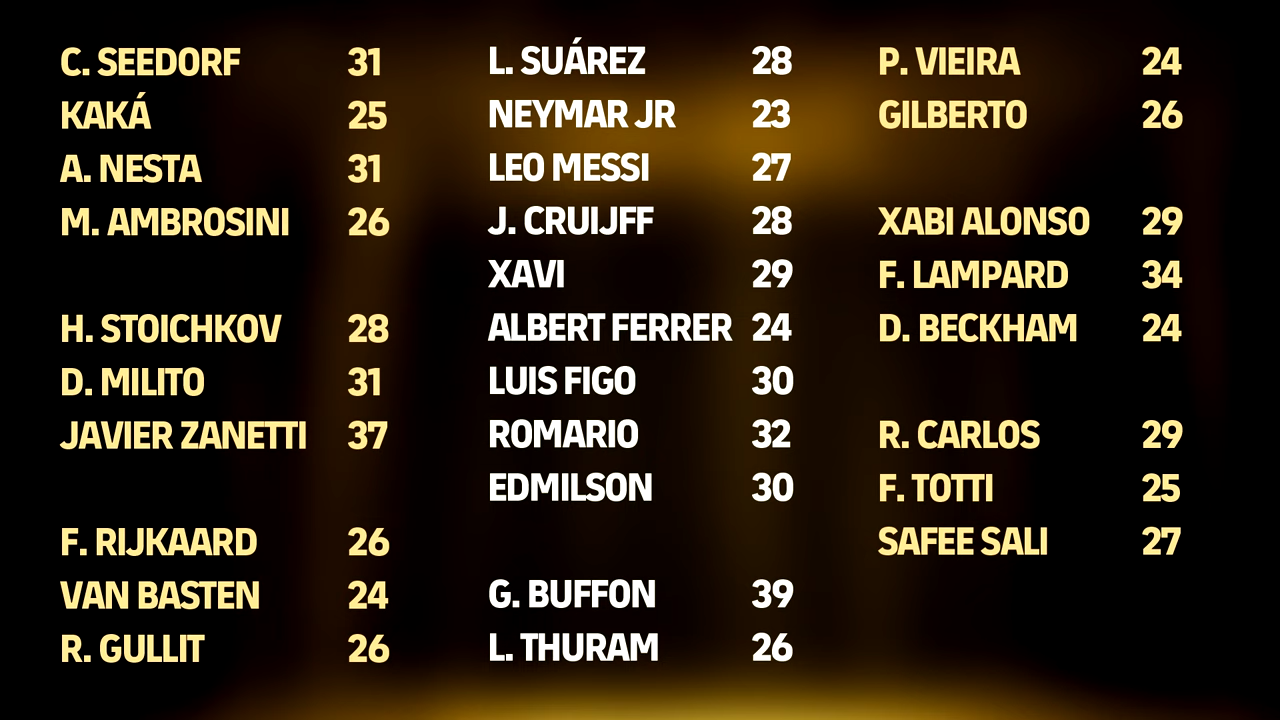 C. SEEDORF 31
KAKÁ 25
A. NESTA 31
M. AMBROSINI 26
H. STOICHKOV 28
D. MILITO 31
JAVIER ZANETTI 37
F. RIJKAARD 26
VAN BASTEN 24
R. GULLIT 26
L. SUÁREZ 28
NEYMAR JR 23
LEO MESSI 27
J. CRUIJFF 28
XAVI 29
ALBERT FERRER 24
LUIS FIGO 30
ROMARIO 32
EDMILSON 30
G. BUFFON 39
L. THURAM 26
P. VIEIRA 24
GILBERTO 26
XABI ALONSO 29
F. LAMPARD 34
D. BECKHAM 24
R. CARLOS 29
F. TOTTI 25
SAFEE SALI 27